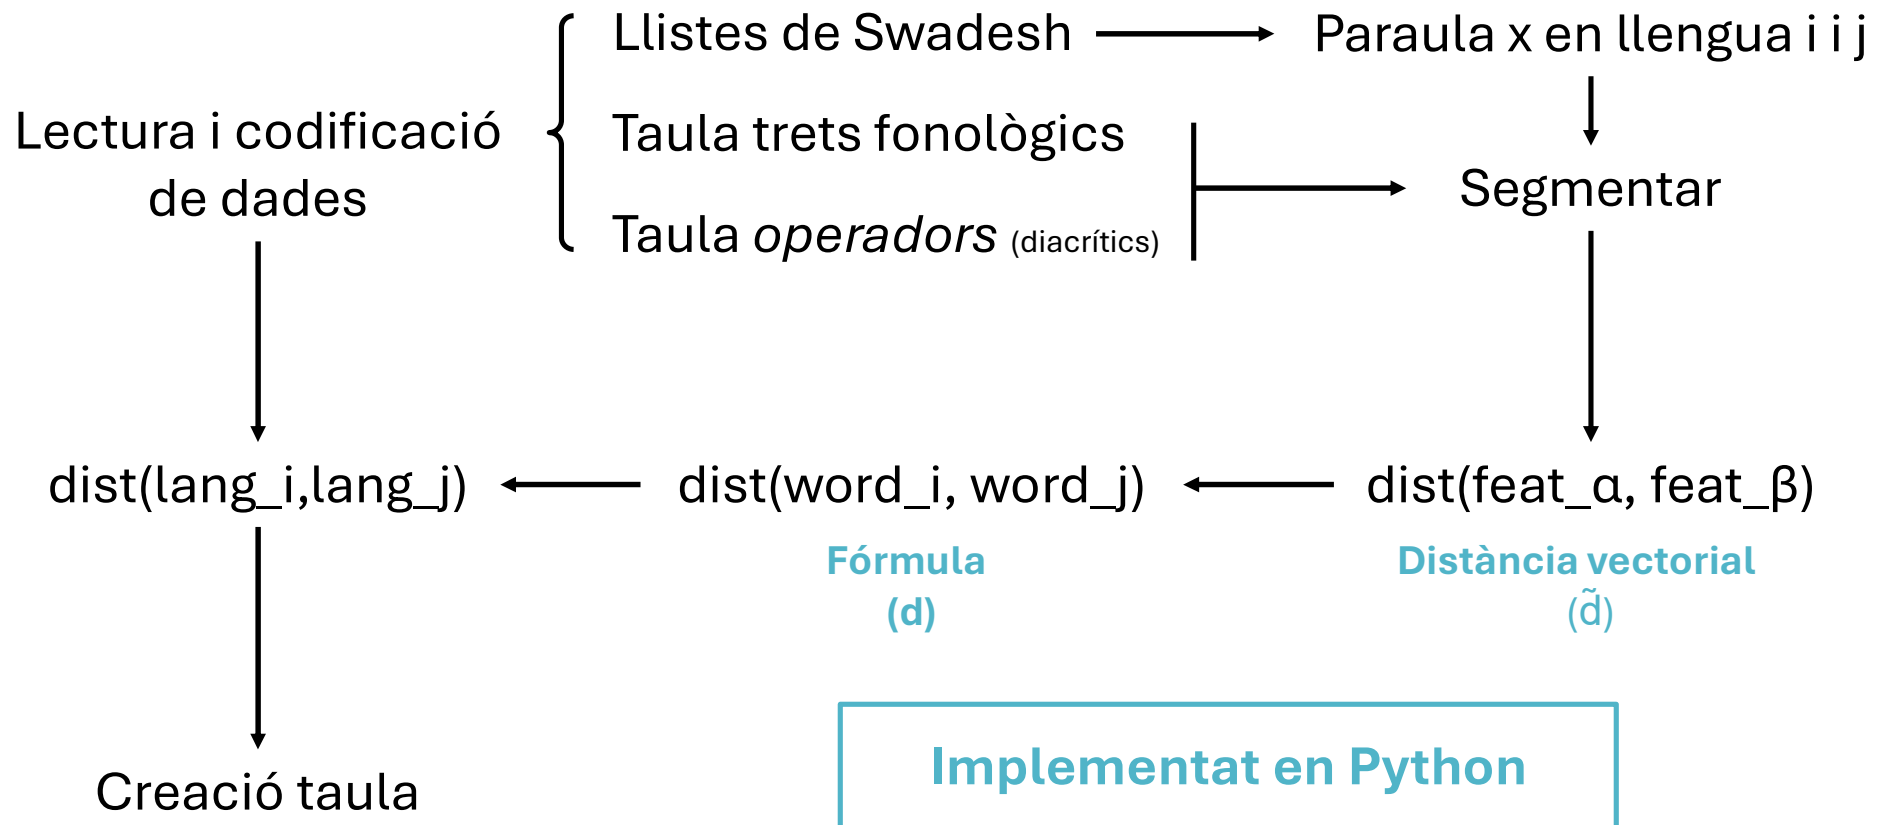 Llistes de Swadesh
Paraula x en llengua i i j
Lectura i codificació
de dades
Taula trets fonològics
Taula operadors (diacrítics)
Segmentar
dist(lang_i,lang_j)
dist(word_i, word_j)
dist(feat_α, feat_β)
Fórmula
(d)
Distància vectorial
(d̃)
Implementat en Python
Creació taula